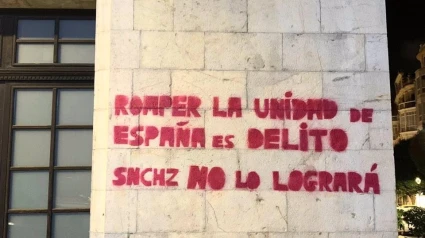 ROMPER LA UNIDAD DE
ESPAÑA ES DELITO
SNCHZ NO LO LOGRARÁ